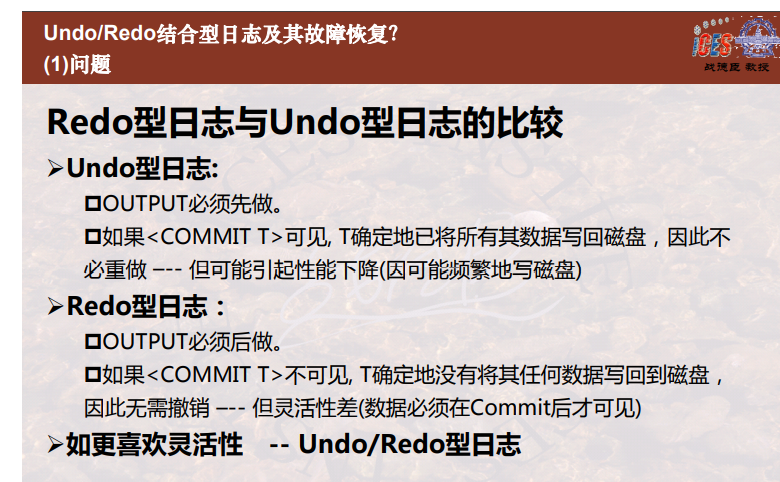 Undo/Redo结合型日志及其故障恢复?
(1)问题
ICES
战德臣 教授
Redo型日志与Undo型日志的比较
➢Undo型日志:
OUTPUT必须先做。
如果<COMMIT T>可见, T确定地已将所有其数据写回磁盘，因此不
必重做 ---- 但可能引起性能下降(因可能频繁地写磁盘)
➢Redo型日志：
OUTPUT必须后做。
如果<COMMIT T>不可见, T确定地没有将其任何数据写回到磁盘，
因此无需撤销 ---- 但灵活性差(数据必须在Commit后才可见)
➢如更喜欢灵活性 -- Undo/Redo型日志